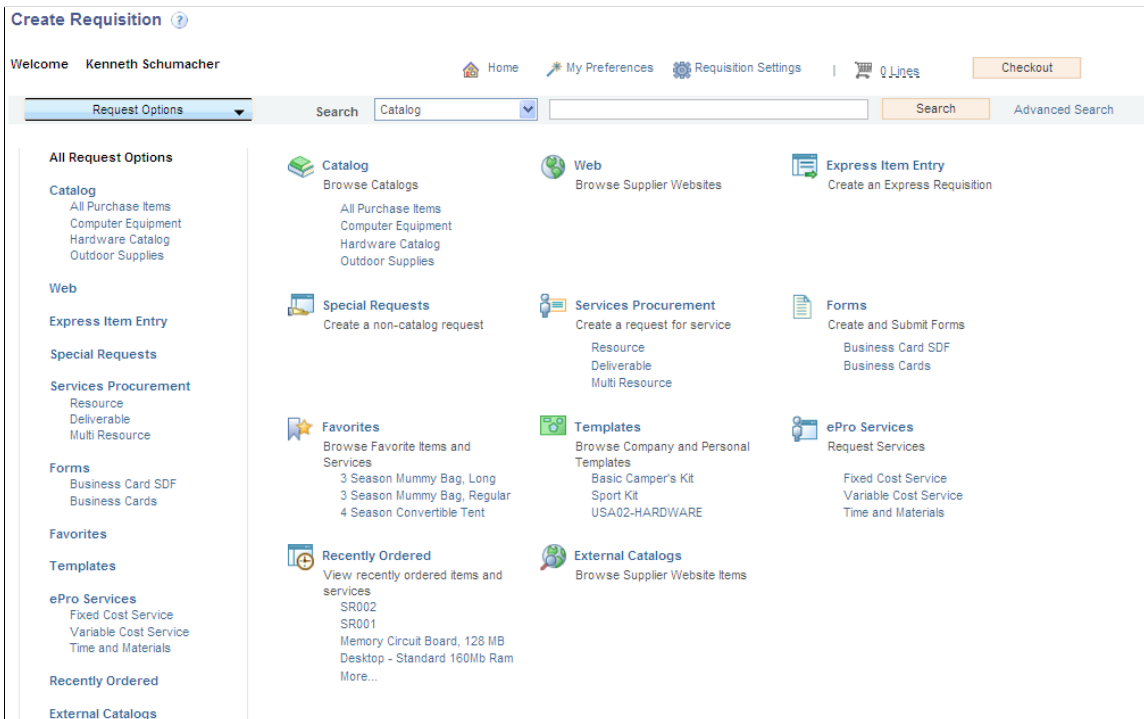 Create Requisition ?
Welcome Kenneth Schumacher
Home My Preferences Requisition Settings | 0 Lines Checkout
Request Options Search Catalog Search Advanced Search
All Request Options
Catalog
All Purchase Items
Computer Equipment
Hardware Catalog
Outdoor Supplies
Web
Express Item Entry
Special Requests
Services Procurement
Resource
Deliverable
Multi Resource
Forms
Business Card SDF
Business Cards
Favorites
Templates
ePro Services
Fixed Cost Service
Variable Cost Service
Time and Materials
Recently Ordered
External Catalogs
Catalog
Browse Catalogs
All Purchase Items
Computer Equipment
Hardware Catalog
Outdoor Supplies
Web
Browse Supplier Websites
Express Item Entry
Create an Express Requisition
Special Requests
Create a non-catalog request
Services Procurement
Create a request for service
Resource
Deliverable
Multi Resource
Forms
Create and Submit Forms
Business Card SDF
Business Cards
Favorites
Browse Favorite Items and
Services
3 Season Mummy Bag, Long
3 Season Mummy Bag, Regular
4 Season Convertible Tent
Templates
Browse Company and Personal
Templates
Basic Camper's Kit
Sport Kit
USA02-HARDWARE
ePro Services
Request Services
Fixed Cost Service
Variable Cost Service
Time and Materials
Recently Ordered
View recently ordered items and
services
SR002
SR001
Memory Circuit Board, 128 MB
Desktop - Standard 160Mb Ram
More...
External Catalogs
Browse Supplier Website Items